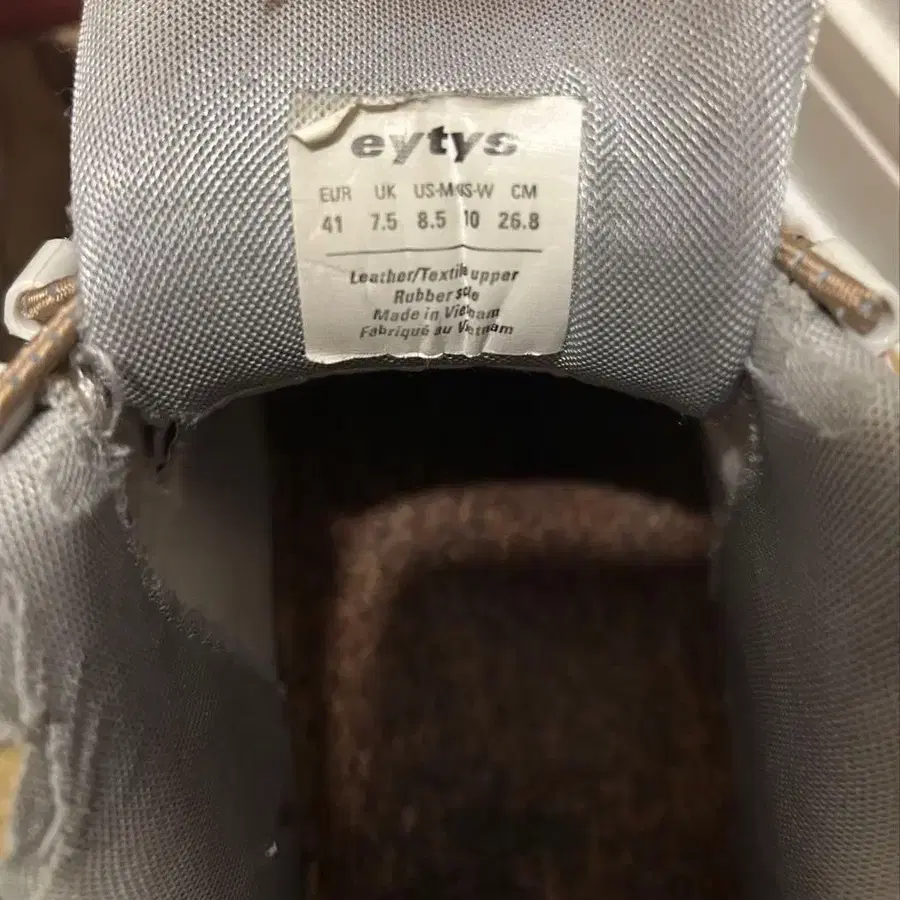 eytys
EUR UK US-M US-W CM
41 7.5 8.5 10 26.8
Leather/Textile upper
Rubber sole
Made in Vietnam
Fabriqué au Vietnam